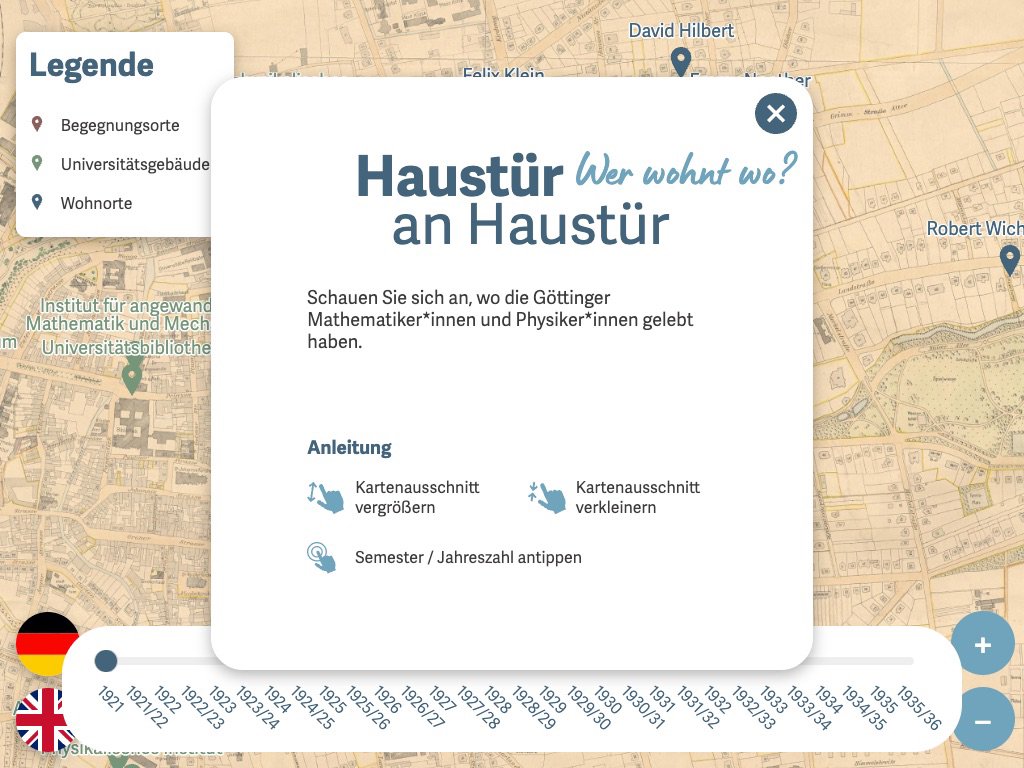 David Hilbert
Felix Klein
Legende
Begegnungsorte
Universitätsgebäude
Wohnorte
Haustür Wer wohnt wo?
an Haustür
Robert Wich
Schauen Sie sich an, wo die Göttinger
Mathematiker*innen und Physiker*innen gelebt
haben.
Institut für angewand
Mathematik und Mech
Universitätsbibliothe
Anleitung
Kartenausschnitt
vergrößern
Kartenausschnitt
verkleinern
Semester / Jahreszahl antippen
+
−
1921
1921/22
1922
1922/23
1923
1923/24
1924
1924/25
1925
1925/26
1926
1926/27
1927
1927/28
1928
1928/29
1929
1929/30
1930
1930/31
1931
1931/32
1932
1932/33
1933
1933/34
1934
1934/35
1935
1935/36